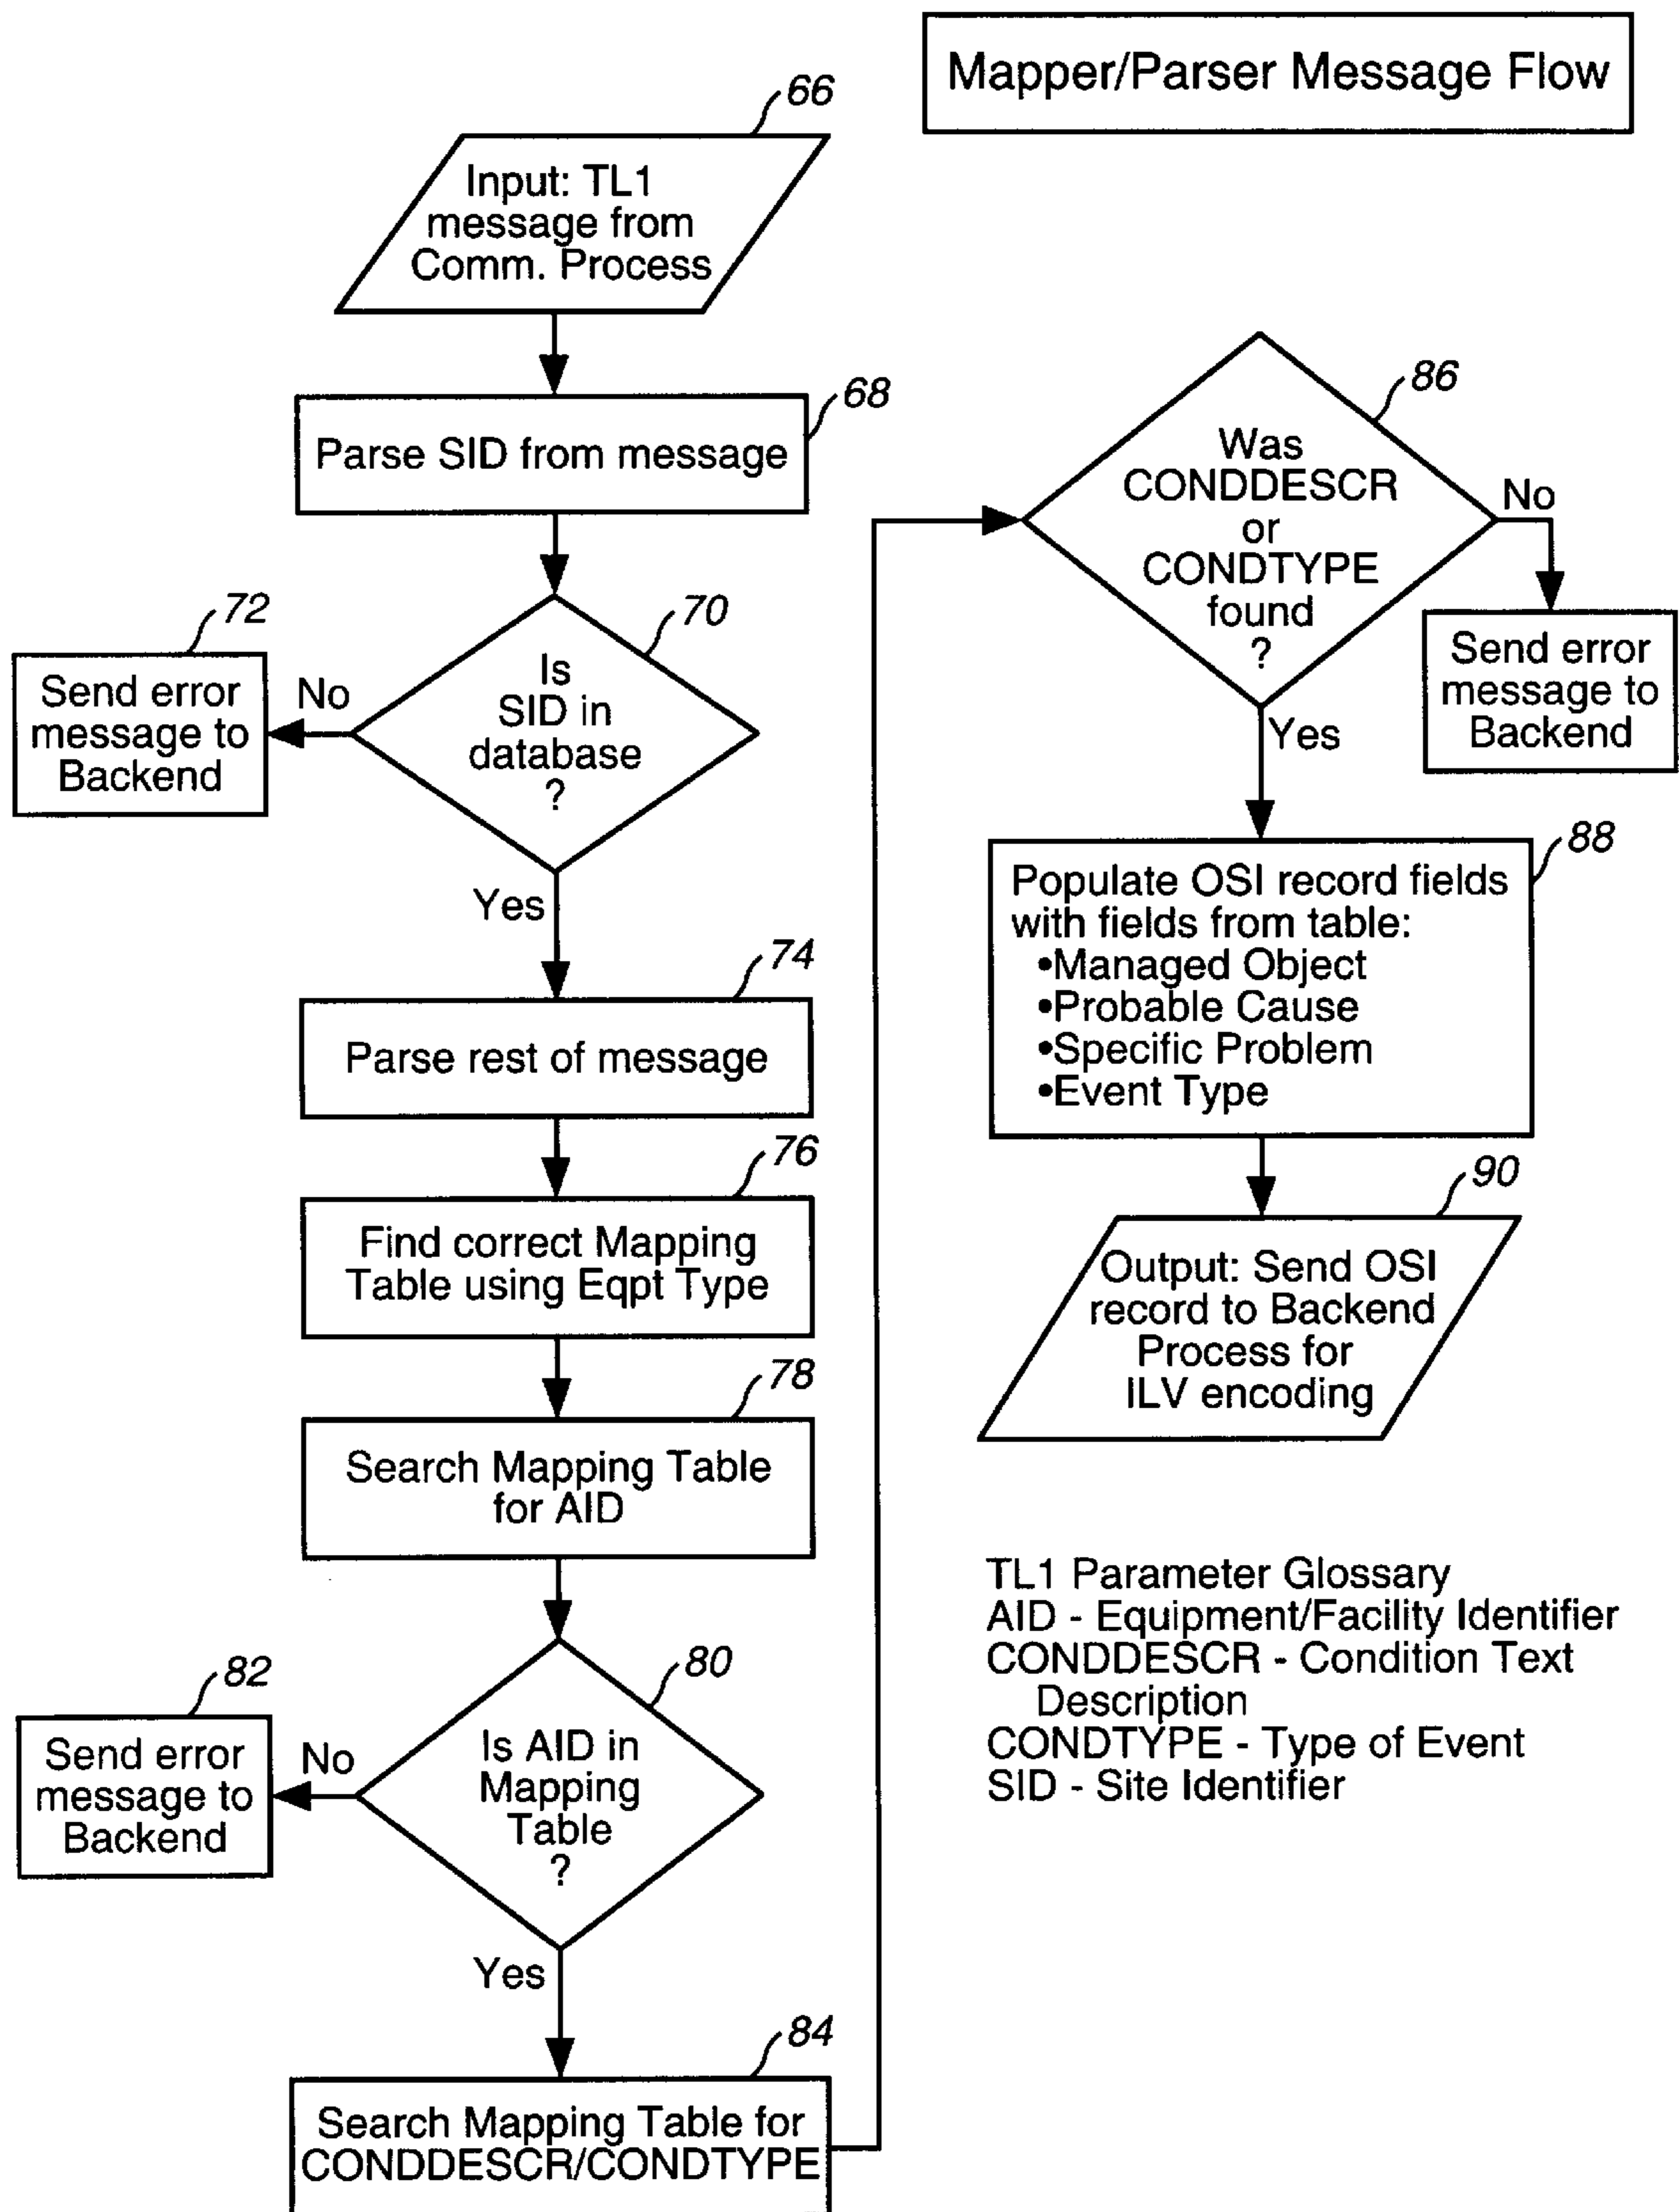 Mapper/Parser Message Flow
66
Input: TL1
message from
Comm. Process
68
Parse SID from message
70
Is
SID in
database
?
No
72
Send error
message to
Backend
Yes
74
Parse rest of message
76
Find correct Mapping
Table using Eqpt Type
78
Search Mapping Table
for AID
80
Is AID in
Mapping
Table
?
No
82
Send error
message to
Backend
Yes
84
Search Mapping Table for
CONDDESCR/CONDTYPE
86
Was
CONDDESCR
or
CONDTYPE
found
?
No
Send error
message to
Backend
Yes
88
Populate OSI record fields
with fields from table:
•Managed Object
•Probable Cause
•Specific Problem
•Event Type
90
Output: Send OSI
record to Backend
Process for
ILV encoding
TL1 Parameter Glossary
AID - Equipment/Facility Identifier
CONDDESCR - Condition Text
Description
CONDTYPE - Type of Event
SID - Site Identifier